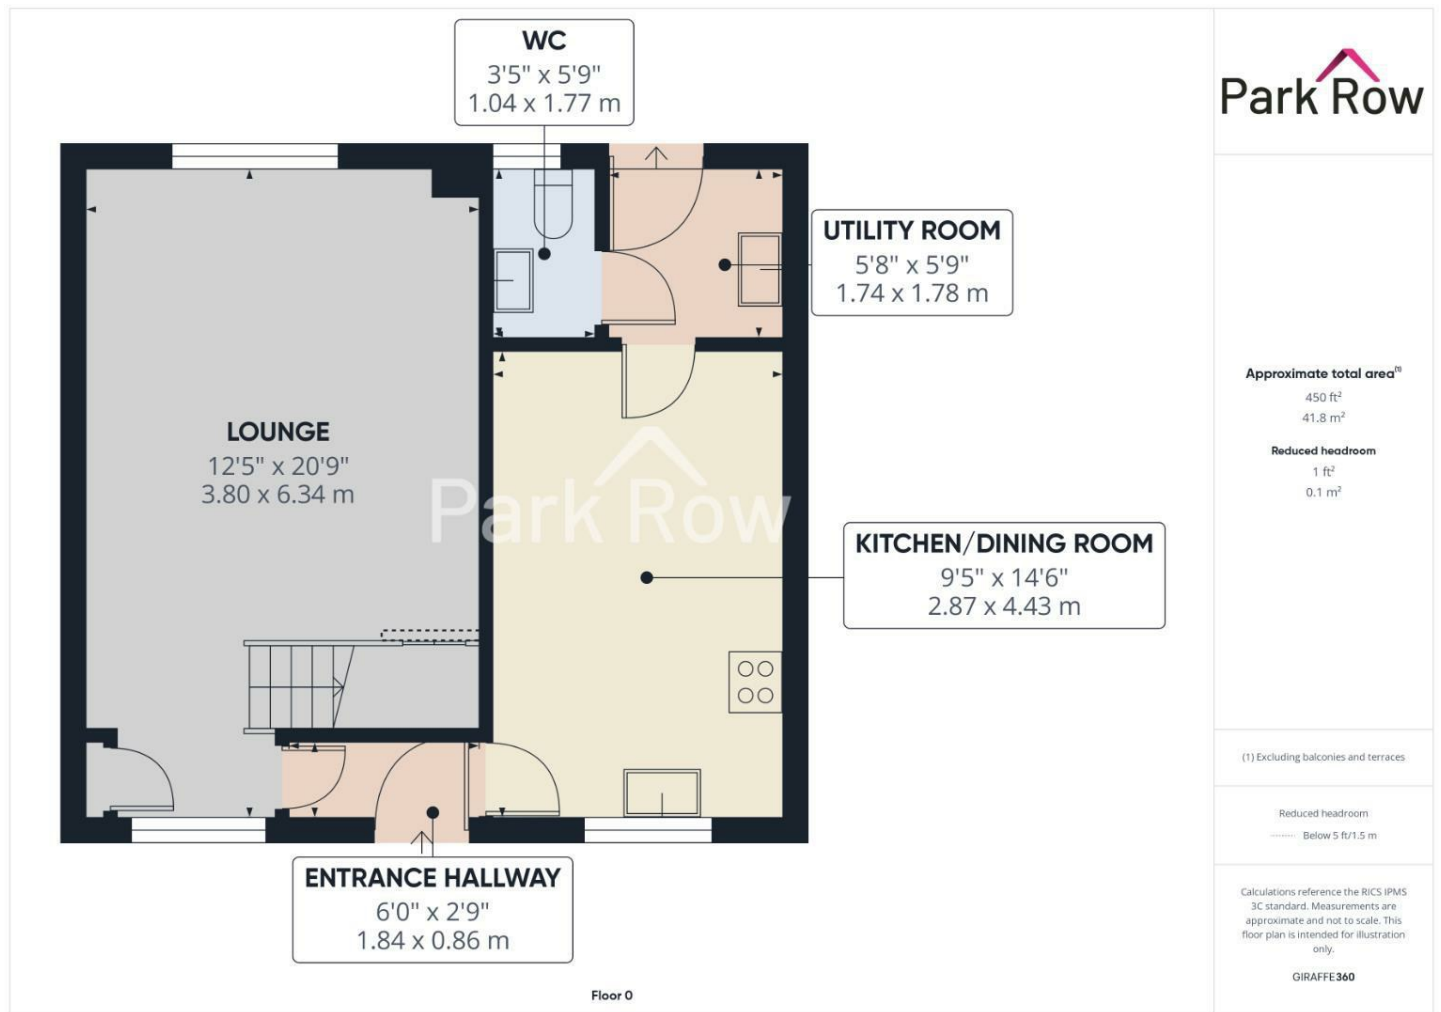 WC
3'5" x 5'9"
1.04 x 1.77 m
UTILITY ROOM
5'8" x 5'9"
1.74 x 1.78 m
LOUNGE
12'5" x 20'9"
3.80 x 6.34 m
Park Row
KITCHEN/DINING ROOM
9'5" x 14'6"
2.87 x 4.43 m
ENTRANCE HALLWAY
6'0" x 2'9"
1.84 x 0.86 m
Floor 0
Park Row
Approximate total area(1)
450 ft²
41.8 m²
Reduced headroom
1 ft²
0.1 m²
(1) Excluding balconies and terraces
Reduced headroom
Below 5 ft/1.5 m
Calculations reference the RICS IPMS
3C standard. Measurements are
approximate and not to scale. This
floor plan is intended for illustration
only.
GIRAFFE360